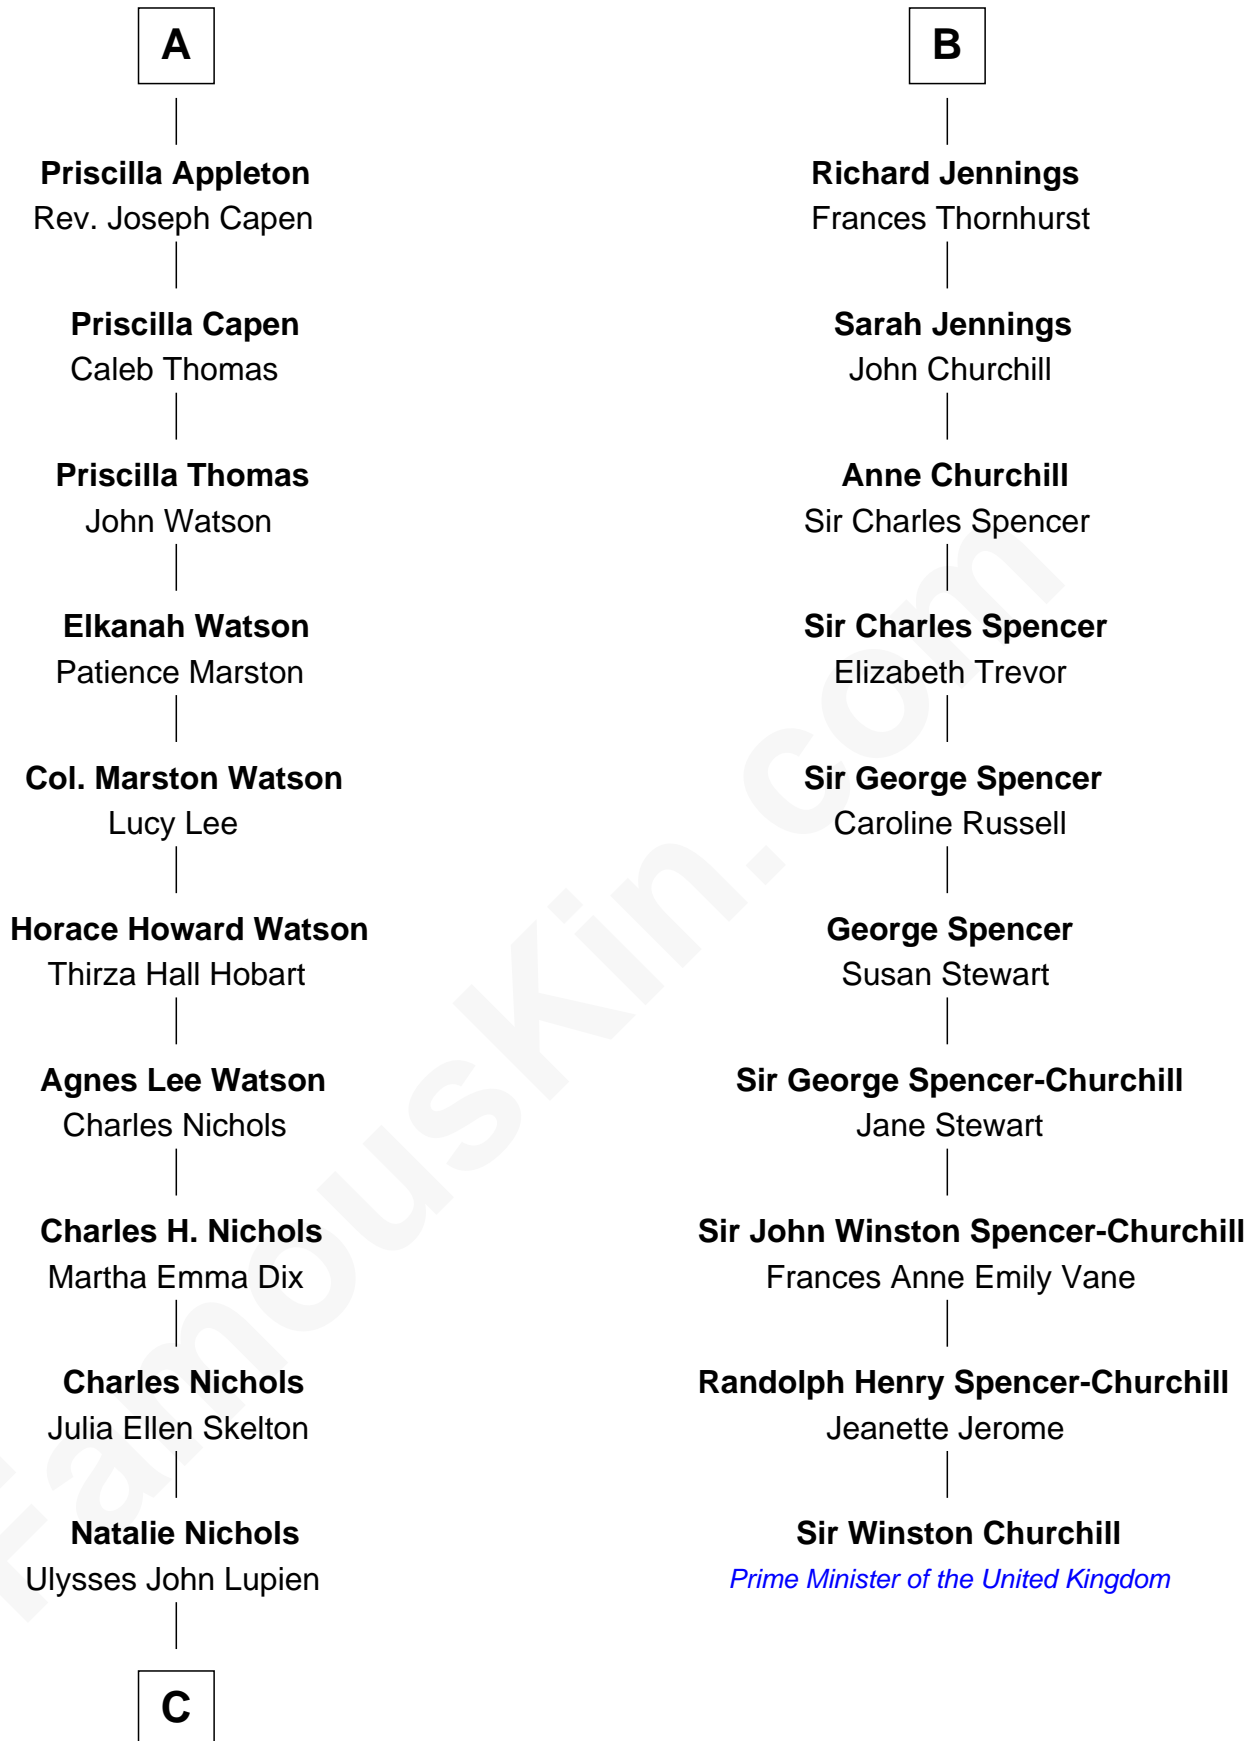 A
Priscilla Appleton
Rev. Joseph Capen
Priscilla Capen
Caleb Thomas
Priscilla Thomas
John Watson
Elkanah Watson
Patience Marston
Col. Marston Watson
Lucy Lee
Horace Howard Watson
Thirza Hall Hobart
Agnes Lee Watson
Charles Nichols
Charles H. Nichols
Martha Emma Dix
Charles Nichols
Julia Ellen Skelton
Natalie Nichols
Ulysses John Lupien
C
B
Richard Jennings
Frances Thornhurst
Sarah Jennings
John Churchill
Anne Churchill
Sir Charles Spencer
Sir Charles Spencer
Elizabeth Trevor
Sir George Spencer
Caroline Russell
George Spencer
Susan Stewart
Sir George Spencer-Churchill
Jane Stewart
Sir John Winston Spencer-Churchill
Frances Anne Emily Vane
Randolph Henry Spencer-Churchill
Jeanette Jerome
Sir Winston Churchill
Prime Minister of the United Kingdom
FamousKin.com